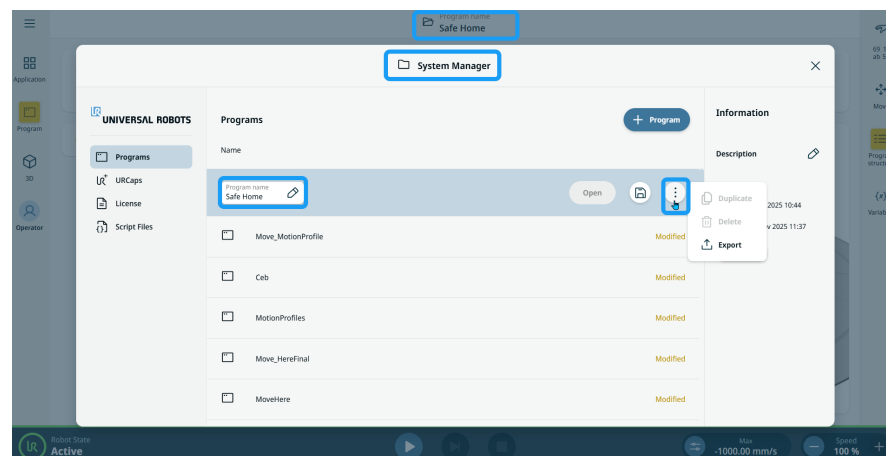 Program name
Safe Home
System Manager
Application
Program
3D
Operator
UNIVERSAL ROBOTS
Programs
URCaps
License
Script Files
Programs
+ Program
Name
Program name
Safe Home
Open
Move_MotionProfile
Modified
Ceb
Modified
MotionProfiles
Modified
Move_HereFinal
Modified
MoveHere
Modified
Information
Description
Duplicate
Delete
Export
2025 10:44
2025 11:37
Robot State
Active
Max
-1000.00 mm/s
Speed
100 %